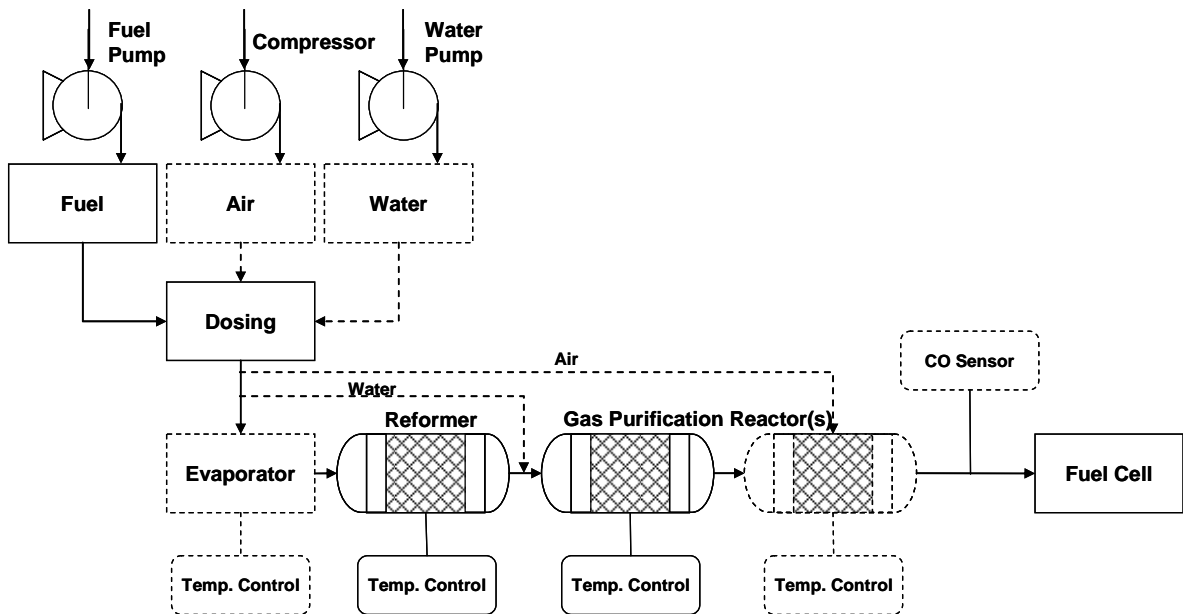 Fuel
Pump
Compressor
Water
Pump
Fuel
Air
Water
Dosing
Air
CO Sensor
Water
Reformer
Gas Purification Reactor(s)
Evaporator
Fuel Cell
Temp. Control
Temp. Control
Temp. Control
Temp. Control